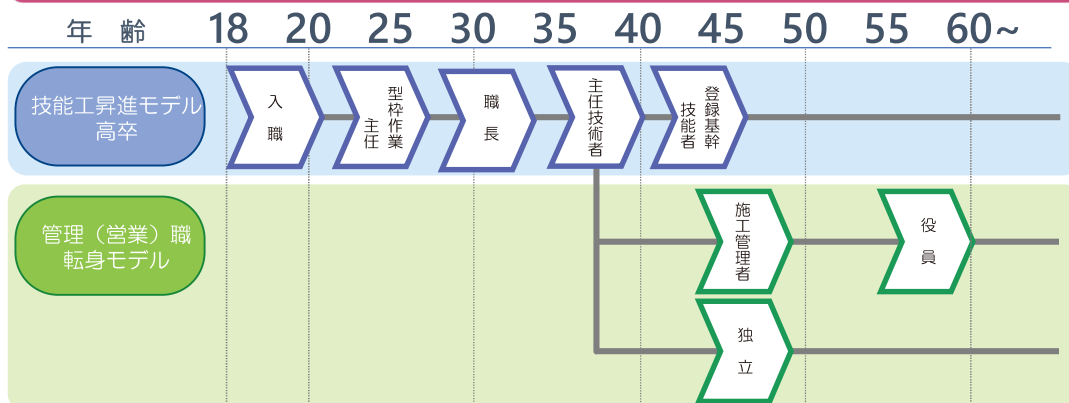 年 齢 18 20 25 30 35 40 45 50 55 60~
技能工昇進モデル
高卒
入職
型枠作業
主任
職長
主任技術者
登録基幹
技能者
管理（営業）職
転身モデル
施工管理者
役員
独立